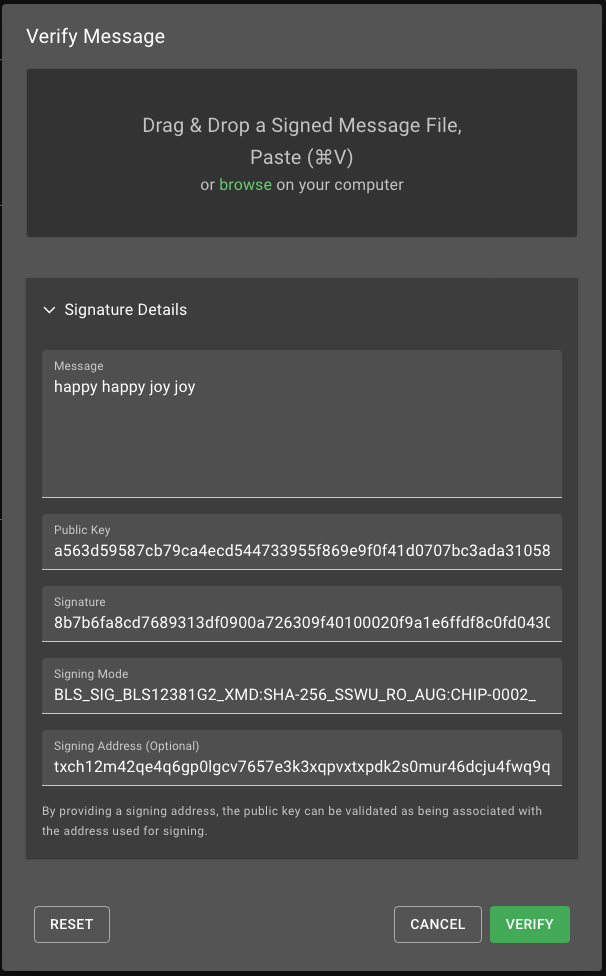 Verify Message
Drag & Drop a Signed Message File,
Paste (⌘V)
or browse on your computer
Signature Details
Message
happy happy joy joy
Public Key
a563d59587cb79ca4ecd544733955f869e9f0f41d0707bc3ada31058
Signature
8b7b6fa8cd7689313df0900a726309f40100020f9a1e6ffdf8c0fd0430
Signing Mode
BLS_SIG_BLS12381G2_XMD:SHA-256_SSWU_RO_AUG:CHIP-0002_
Signing Address (Optional)
txch12m42qe4q6gp0lgcv7657e3k3xqpvxtxpdk2s0mur46dcju4fwq9q
By providing a signing address, the public key can be validated as being associated with
the address used for signing.
RESET
CANCEL
VERIFY